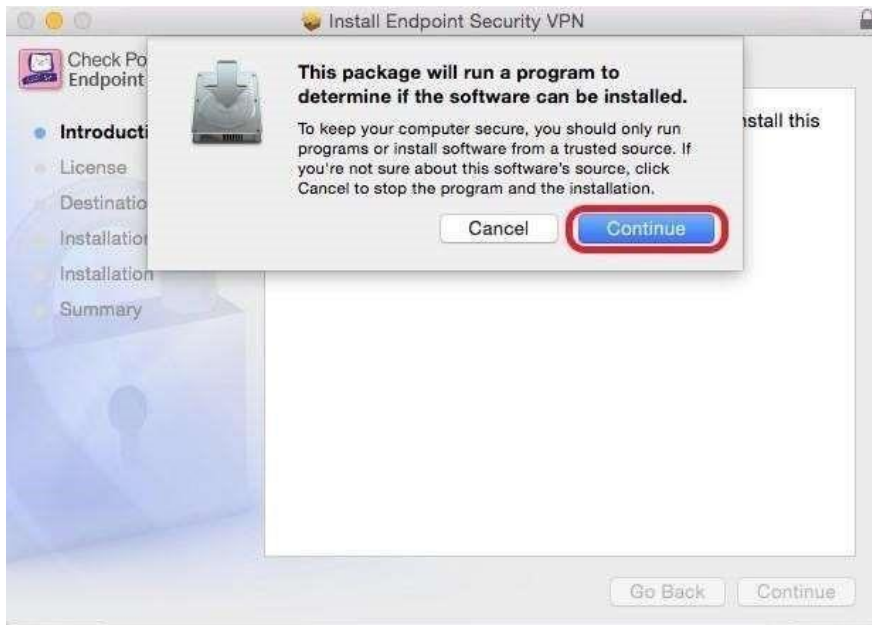 Install Endpoint Security VPN
Check Po
Endpoint
This package will run a program to
determine if the software can be installed.
To keep your computer secure, you should only run
programs or install software from a trusted source. If
you're not sure about this software's source, click
Cancel to stop the program and the installation.
Cancel
Continue
nstall this
Introducti
License
Destinatio
Installation
Installation
Summary
Go Back
Continue